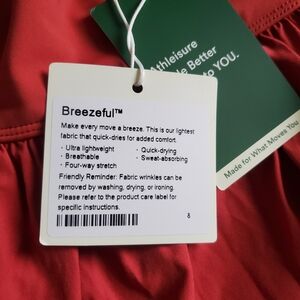 Athleisure
Better
to YOU.
Made for What Moves You
Breezeful™
Make every move a breeze. This is our lightest
fabric that quick-dries for added comfort.
· Ultra lightweight · Quick-drying
· Breathable · Sweat-absorbing
· Four-way stretch
Friendly Reminder: Fabric wrinkles can be
removed by washing, drying, or ironing.
Please refer to the product care label for
specific instructions.
8